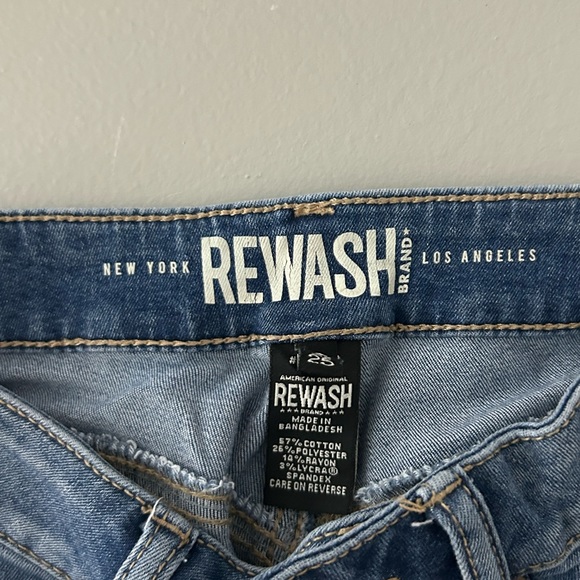 NEW YORK REWASH BRAND★ LOS ANGELES
# 25
AMERICAN ORIGINAL
REWASH
★★★ BRAND ★★★
MADE IN
BANGLADESH
57% COTTON
26% POLYESTER
14% RAYON
3% LYCRA®
SPANDEX
CARE ON REVERSE